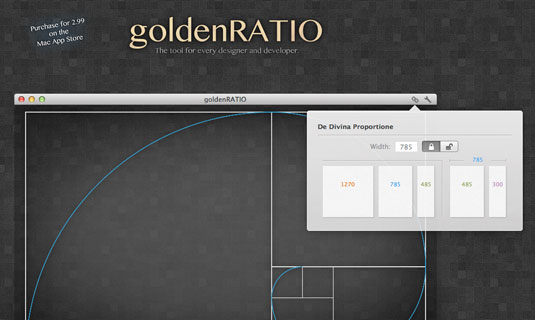 Purchase for 2.99
on the
Mac App Store
goldenRATIO
The tool for every designer and developer.
goldenRATIO
De Divina Proportione
Width: 785
785
1270 785 485 485 300